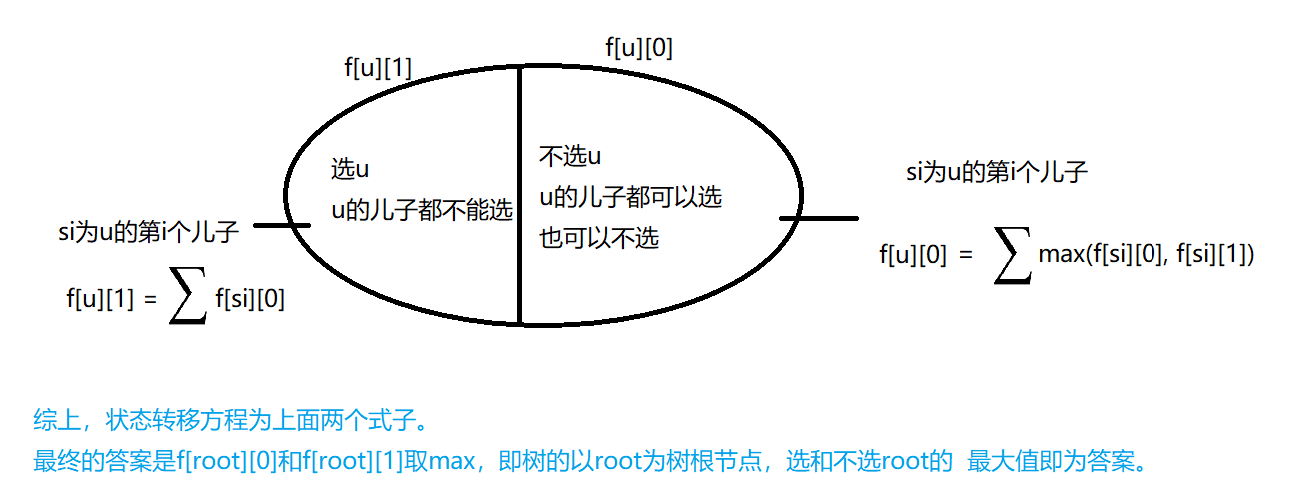 f[u][1]
f[u][0]
选u
u的儿子都不能选
不选u
u的儿子都可以选
也可以不选
si为u的第i个儿子
f[u][1] = ∑ f[si][0]
si为u的第i个儿子
f[u][0] = ∑ max(f[si][0], f[si][1])
综上，状态转移方程为上面两个式子。
最终的答案是f[root][0]和f[root][1]取max，即树的以root为树根节点，选和不选root的 最大值即为答案。